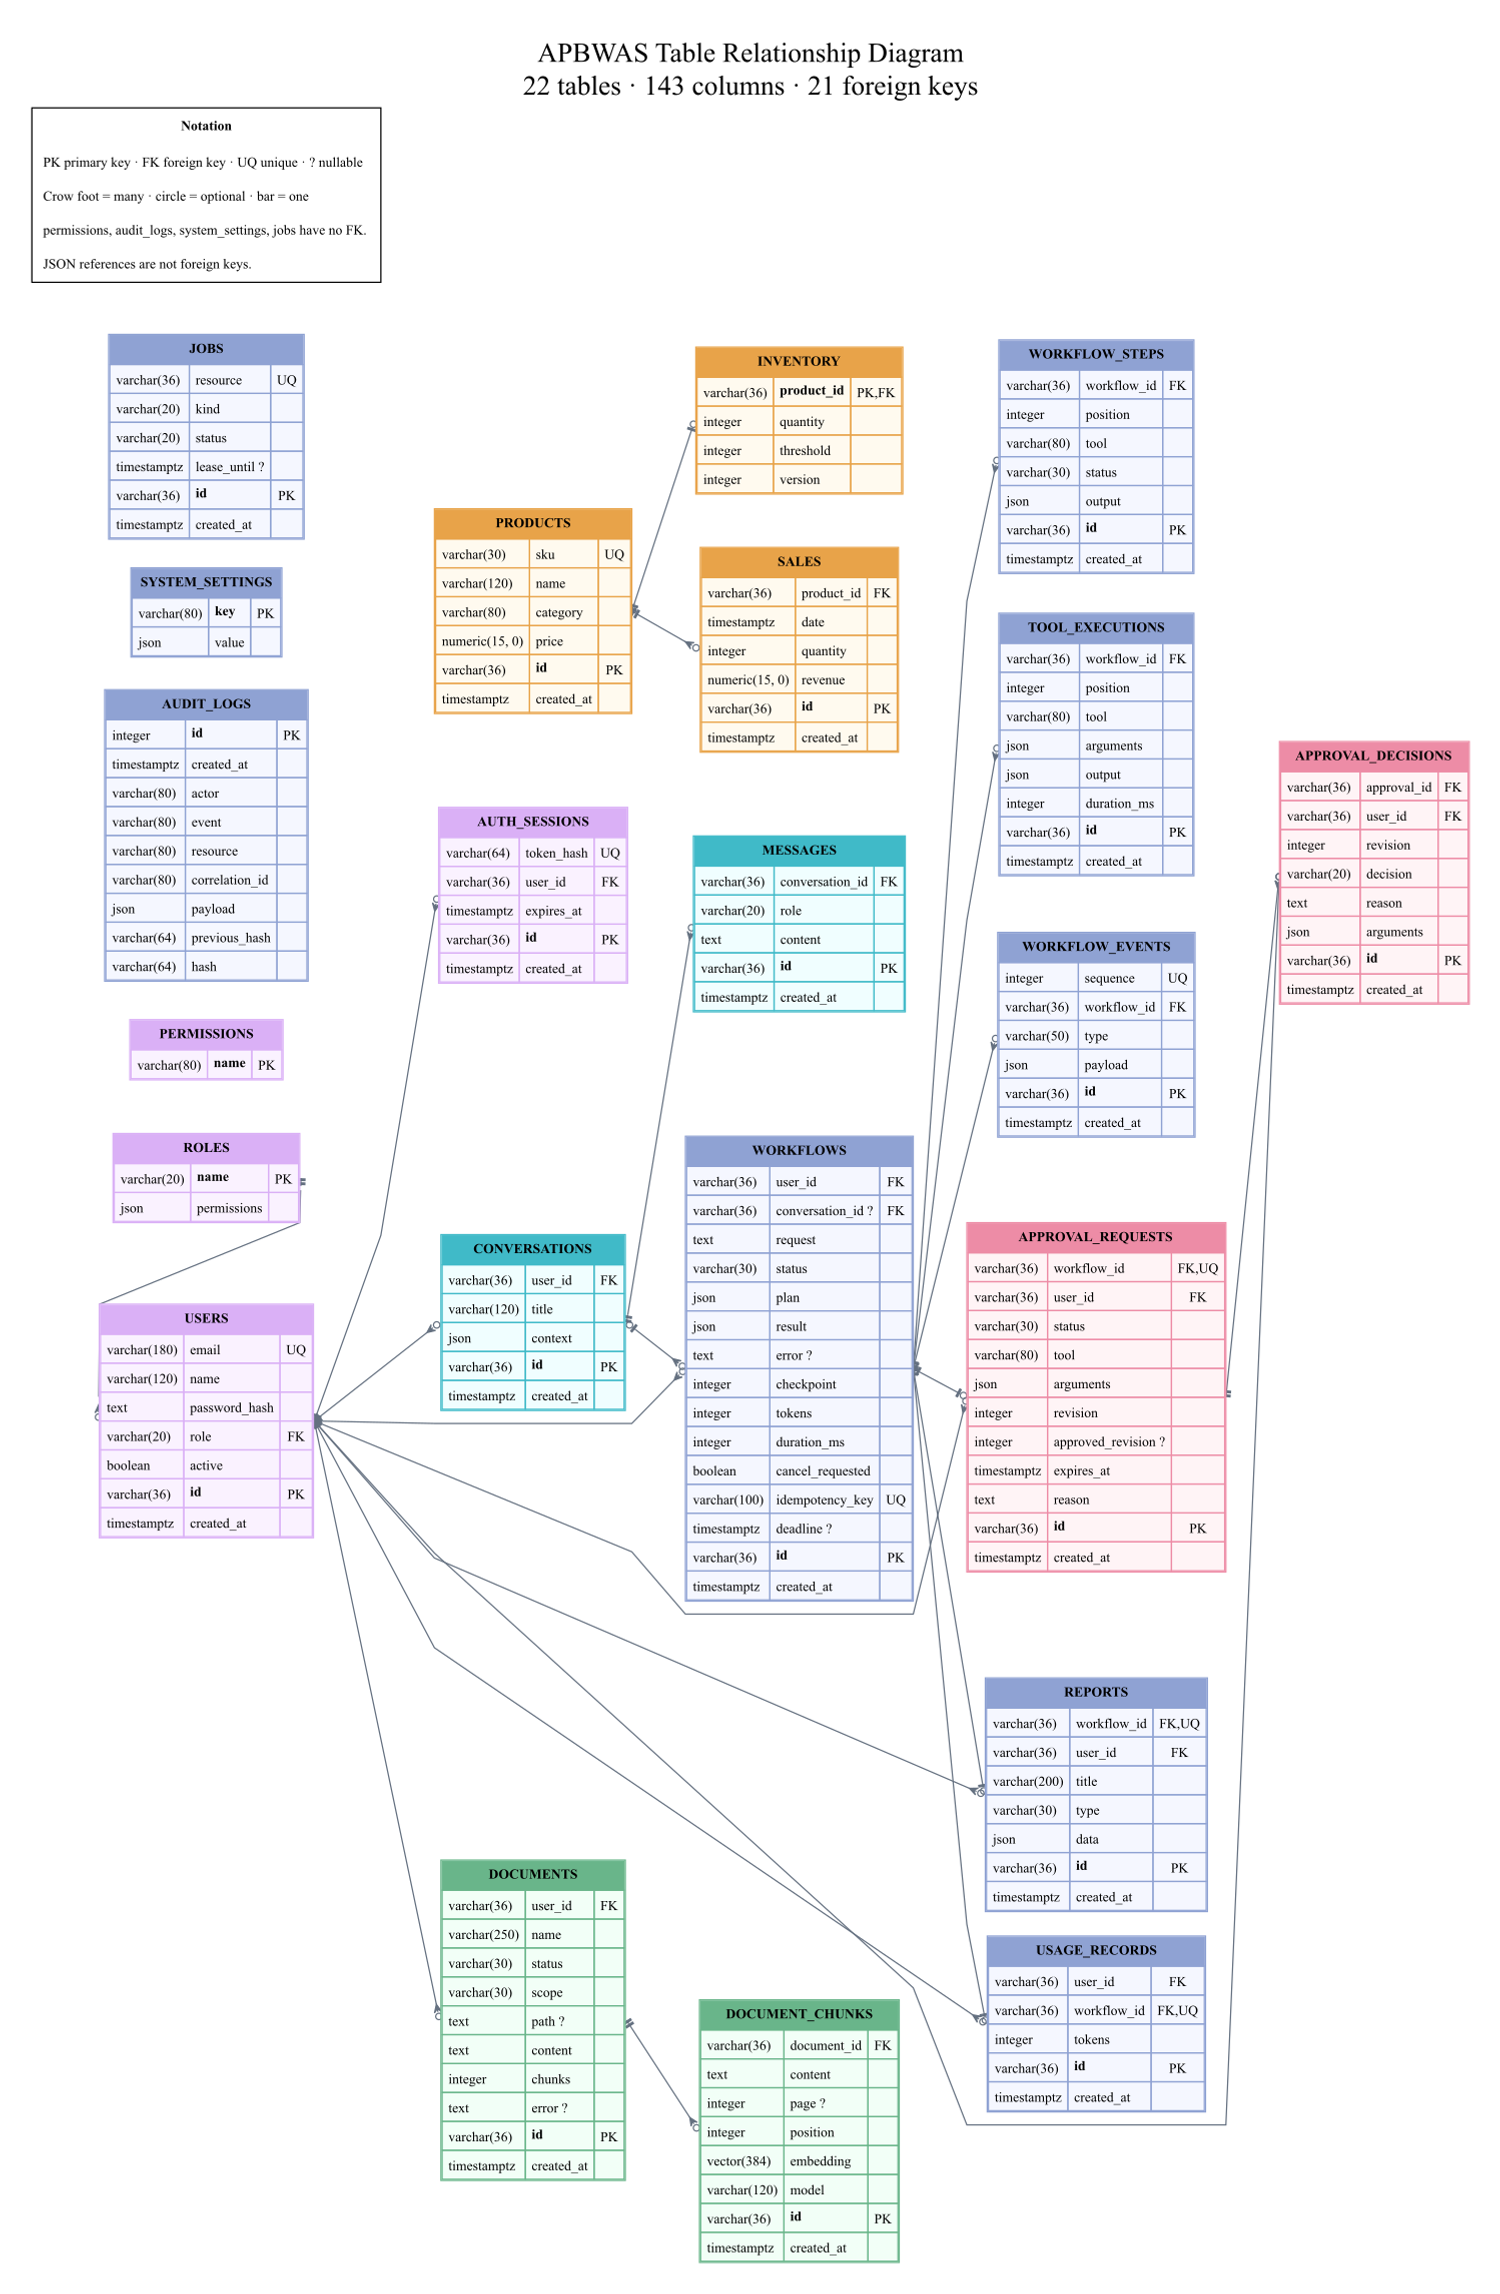 APBWAS Table Relationship Diagram
22 tables · 143 columns · 21 foreign keys
Notation
PK primary key · FK foreign key · UQ unique · ? nullable
Crow foot = many · circle = optional · bar = one
permissions, audit_logs, system_settings, jobs have no FK.
JSON references are not foreign keys.
JOBS
varchar(36) resource UQ
varchar(20) kind
varchar(20) status
timestamptz lease_until ?
varchar(36) id PK
timestamptz created_at
SYSTEM_SETTINGS
varchar(80) key PK
json value
AUDIT_LOGS
integer id PK
timestamptz created_at
varchar(80) actor
varchar(80) event
varchar(80) resource
varchar(80) correlation_id
json payload
varchar(64) previous_hash
varchar(64) hash
PERMISSIONS
varchar(80) name PK
ROLES
varchar(20) name PK
json permissions
USERS
varchar(180) email UQ
varchar(120) name
text password_hash
varchar(20) role FK
boolean active
varchar(36) id PK
timestamptz created_at
PRODUCTS
varchar(30) sku UQ
varchar(120) name
varchar(80) category
numeric(15, 0) price
varchar(36) id PK
timestamptz created_at
AUTH_SESSIONS
varchar(64) token_hash UQ
varchar(36) user_id FK
timestamptz expires_at
varchar(36) id PK
timestamptz created_at
CONVERSATIONS
varchar(36) user_id FK
varchar(120) title
json context
varchar(36) id PK
timestamptz created_at
DOCUMENTS
varchar(36) user_id FK
varchar(250) name
varchar(30) status
varchar(30) scope
text path ?
text content
integer chunks
text error ?
varchar(36) id PK
timestamptz created_at
INVENTORY
varchar(36) product_id PK,FK
integer quantity
integer threshold
integer version
SALES
varchar(36) product_id FK
timestamptz date
integer quantity
numeric(15, 0) revenue
varchar(36) id PK
timestamptz created_at
MESSAGES
varchar(36) conversation_id FK
varchar(20) role
text content
varchar(36) id PK
timestamptz created_at
WORKFLOWS
varchar(36) user_id FK
varchar(36) conversation_id ? FK
text request
varchar(30) status
json plan
json result
text error ?
integer checkpoint
integer tokens
integer duration_ms
boolean cancel_requested
varchar(100) idempotency_key UQ
timestamptz deadline ?
varchar(36) id PK
timestamptz created_at
DOCUMENT_CHUNKS
varchar(36) document_id FK
text content
integer page ?
integer position
vector(384) embedding
varchar(120) model
varchar(36) id PK
timestamptz created_at
WORKFLOW_STEPS
varchar(36) workflow_id FK
integer position
varchar(80) tool
varchar(30) status
json output
varchar(36) id PK
timestamptz created_at
TOOL_EXECUTIONS
varchar(36) workflow_id FK
integer position
varchar(80) tool
json arguments
json output
integer duration_ms
varchar(36) id PK
timestamptz created_at
WORKFLOW_EVENTS
integer sequence UQ
varchar(36) workflow_id FK
varchar(50) type
json payload
varchar(36) id PK
timestamptz created_at
APPROVAL_REQUESTS
varchar(36) workflow_id FK,UQ
varchar(36) user_id FK
varchar(30) status
varchar(80) tool
json arguments
integer revision
integer approved_revision ?
timestamptz expires_at
text reason
varchar(36) id PK
timestamptz created_at
REPORTS
varchar(36) workflow_id FK,UQ
varchar(36) user_id FK
varchar(200) title
varchar(30) type
json data
varchar(36) id PK
timestamptz created_at
USAGE_RECORDS
varchar(36) user_id FK
varchar(36) workflow_id FK,UQ
integer tokens
varchar(36) id PK
timestamptz created_at
APPROVAL_DECISIONS
varchar(36) approval_id FK
varchar(36) user_id FK
integer revision
varchar(20) decision
text reason
json arguments
varchar(36) id PK
timestamptz created_at